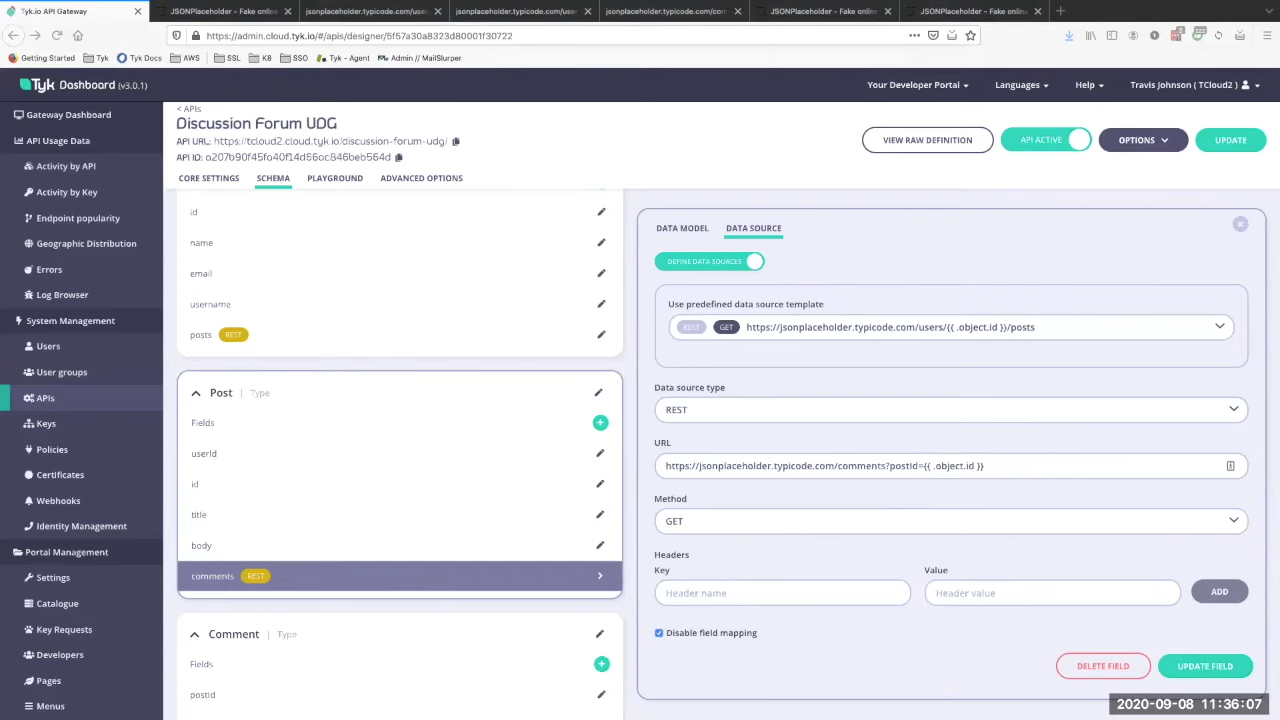 Tyk.io API Gateway
JSONPlaceholder - Fake onlin
jsonplaceholder.typicode.com/user
jsonplaceholder.typicode.com/use
jsonplaceholder.typicode.com/con
JSONPlaceholder - Fake onlin
JSONPlaceholder - Fake onlin
https://admin.cloud.tyk.io/#/apis/designer/5f57a30a8323d80001f30722
Getting Started
Tyk
Tyk Docs
AWS
SSL
K8
SSO
Tyk - Agent
Admin // MailSlurper
Tyk Dashboard (v3.0.1)
Your Developer Portal
Languages
Help
Travis Johnson ( TCloud2 )
Gateway Dashboard
API Usage Data
Activity by API
Activity by Key
Endpoint popularity
Geographic Distribution
Errors
Log Browser
System Management
Users
User groups
APIs
Keys
Policies
Certificates
Webhooks
Identity Management
Portal Management
Settings
Catalogue
Key Requests
Developers
Pages
Menus
< APIs
Discussion Forum UDG
API URL: https://tcloud2.cloud.tyk.io/discussion-forum-udg/
API ID: a207b90f45fa40f14d66ac846beb564d
VIEW RAW DEFINITION
API ACTIVE
OPTIONS
UPDATE
CORE SETTINGS
SCHEMA
PLAYGROUND
ADVANCED OPTIONS
id
name
email
username
posts REST
Post | Type
Fields
userId
id
title
body
comments REST
Comment | Type
Fields
postId
DATA MODEL
DATA SOURCE
DEFINE DATA SOURCES
Use predefined data source template
REST GET https://jsonplaceholder.typicode.com/users/{{ .object.id }}/posts
Data source type
REST
URL
https://jsonplaceholder.typicode.com/comments?postId={{ .object.id }}
Method
GET
Headers
Key
Value
Header name
Header value
ADD
Disable field mapping
DELETE FIELD
UPDATE FIELD
2020-09-08 11:36:07